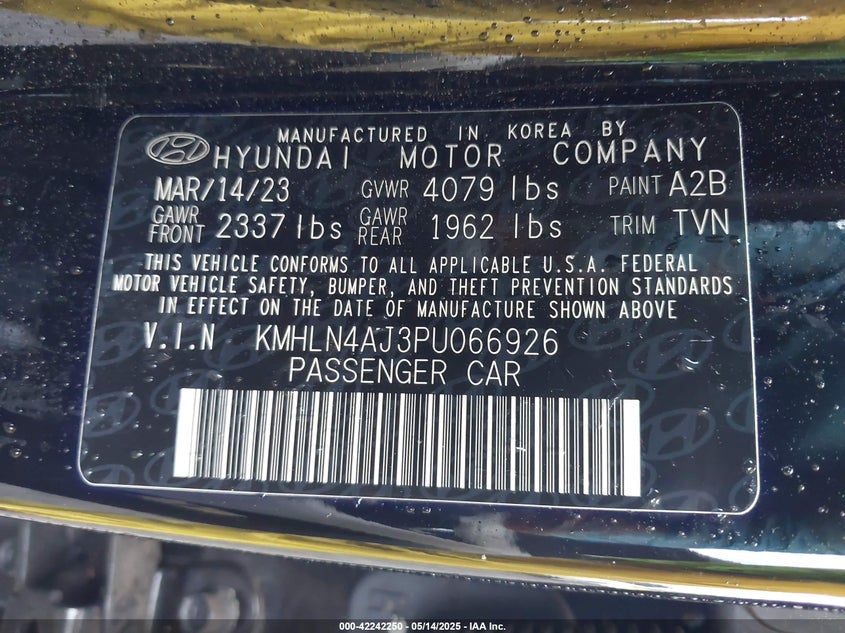 MANUFACTURED IN KOREA BY
HYUNDAI MOTOR COMPANY
MAR/14/23 GVWR 4079 lbs PAINT A2B
GAWR FRONT 2337 lbs GAWR REAR 1962 lbs TRIM TVN
THIS VEHICLE CONFORMS TO ALL APPLICABLE U.S.A. FEDERAL
MOTOR VEHICLE SAFETY, BUMPER, AND THEFT PREVENTION STANDARDS
IN EFFECT ON THE DATE OF MANUFACTURE SHOWN ABOVE
V.I.N KMHLN4AJ3PU066926
PASSENGER CAR
000-42242250 - 05/14/2025 - IAA Inc.